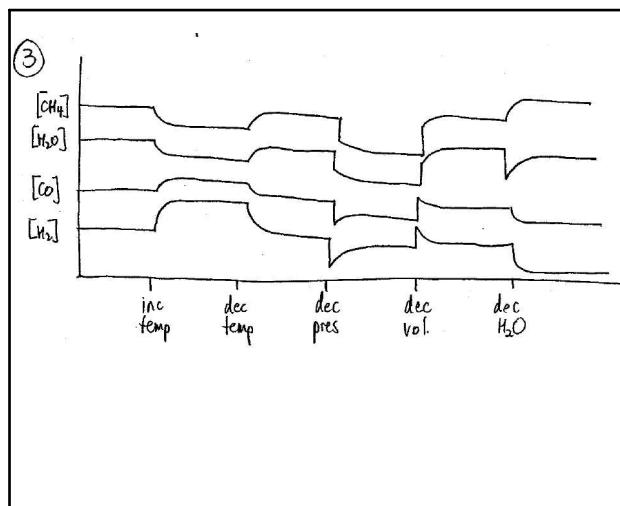 3
[CH₄]
[H₂O]
[CO]
[H₂]
inc temp
dec temp
dec pres
dec vol.
dec H₂O